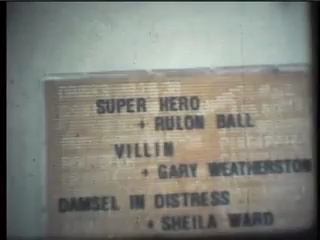 SUPER HERO
+ RULON BALL
VILLIN
+ GARY WEATHERSTON
DAMSEL IN DISTRESS
+ SHEILA WARD